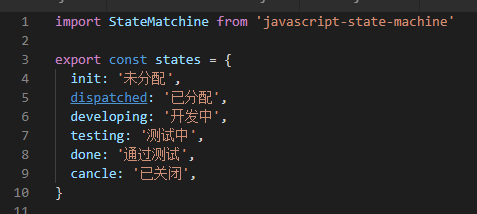 1 import StateMatchine from 'javascript-state-machine'
2
3 export const states = {
4 init: '未分配',
5 dispatched: '已分配',
6 developing: '开发中',
7 testing: '测试中',
8 done: '通过测试',
9 cancle: '已关闭',
10 }
11